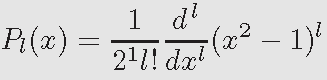 P_l(x) = \frac{1}{2^1 l!} \frac{d^l}{dx^l} (x^2 - 1)^l